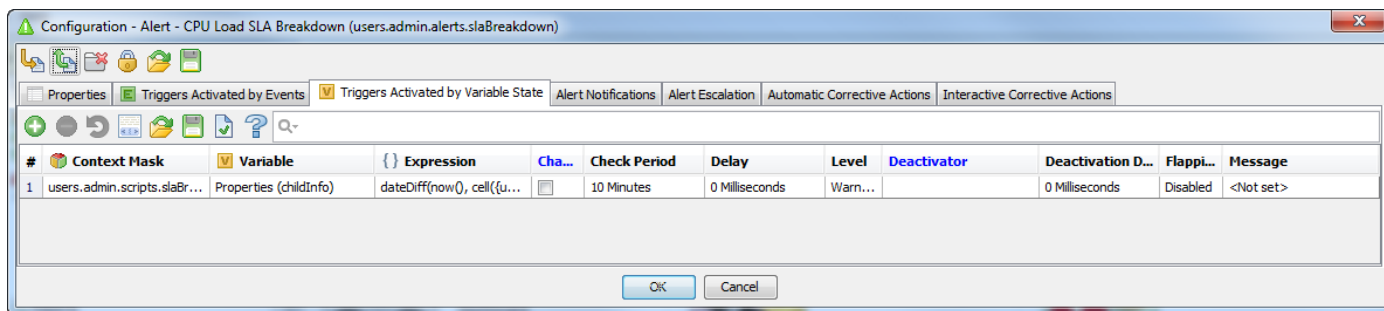 Configuration - Alert - CPU Load SLA Breakdown (users.admin.alerts.slaBreakdown)
Properties E Triggers Activated by Events V Triggers Activated by Variable State Alert Notifications Alert Escalation Automatic Corrective Actions Interactive Corrective Actions
# Context Mask V Variable { } Expression Cha... Check Period Delay Level Deactivator Deactivation D... Flappi... Message
1 users.admin.scripts.slaBr... Properties (childInfo) dateDiff(now(), cell({u... 10 Minutes 0 Milliseconds Warn... 0 Milliseconds Disabled <Not set>
OK Cancel